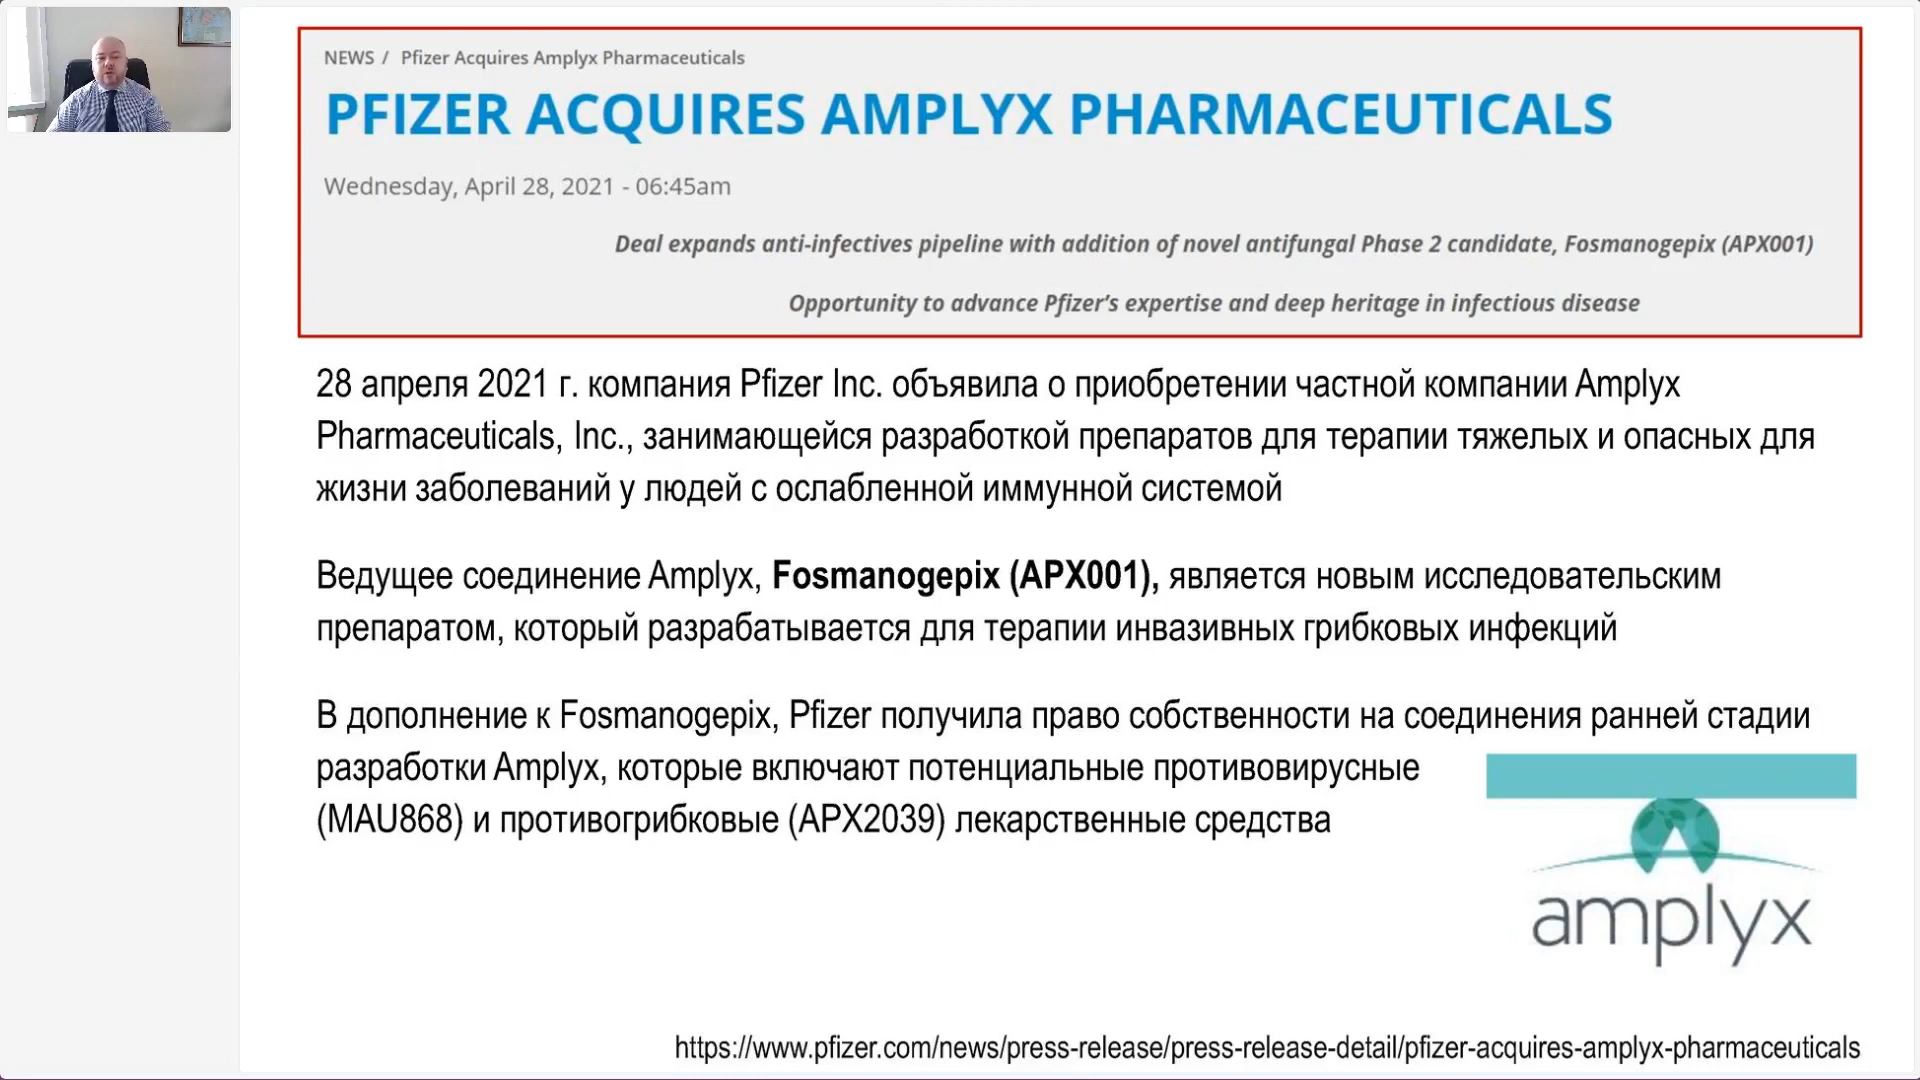 NEWS / Pfizer Acquires Amplyx Pharmaceuticals
PFIZER ACQUIRES AMPLYX PHARMACEUTICALS
Wednesday, April 28, 2021 - 06:45am
Deal expands anti-infectives pipeline with addition of novel antifungal Phase 2 candidate, Fosmanogepix (APX001)
Opportunity to advance Pfizer’s expertise and deep heritage in infectious disease
28 апреля 2021 г. компания Pfizer Inc. объявила о приобретении частной компании Amplyx
Pharmaceuticals, Inc., занимающейся разработкой препаратов для терапии тяжелых и опасных для
жизни заболеваний у людей с ослабленной иммунной системой
Ведущее соединение Amplyx, Fosmanogepix (APX001), является новым исследовательским
препаратом, который разрабатывается для терапии инвазивных грибковых инфекций
В дополнение к Fosmanogepix, Pfizer получила право собственности на соединения ранней стадии
разработки Amplyx, которые включают потенциальные противовирусные
(MAU868) и противогрибковые (APX2039) лекарственные средства
amplyx
https://www.pfizer.com/news/press-release/press-release-detail/pfizer-acquires-amplyx-pharmaceuticals